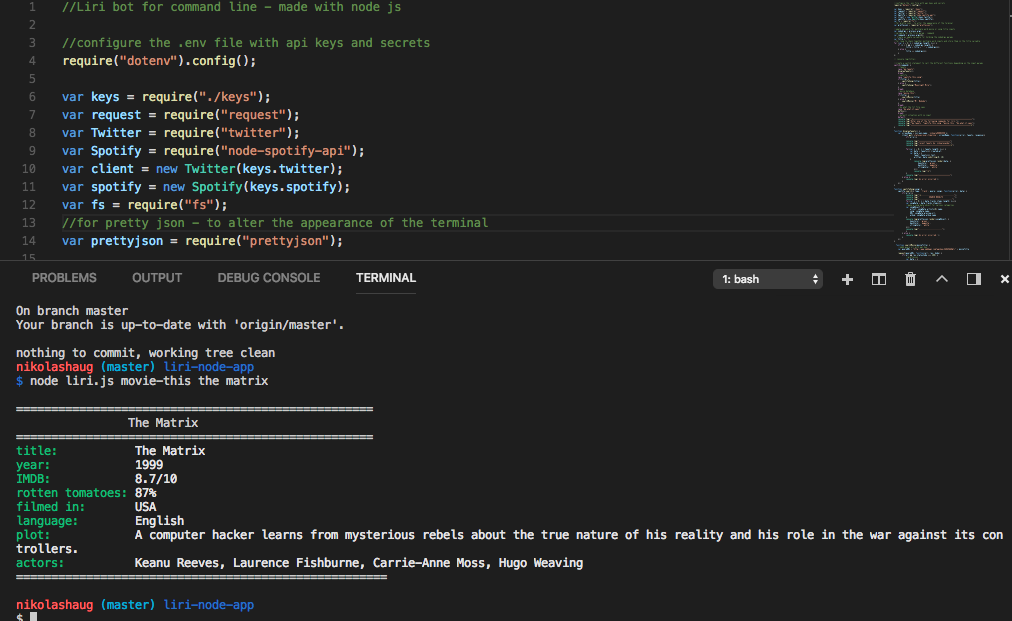 1 //Liri bot for command line - made with node js
2
3 //configure the .env file with api keys and secrets
4 require("dotenv").config();
5
6 var keys = require("./keys");
7 var request = require("request");
8 var Twitter = require("twitter");
9 var Spotify = require("node-spotify-api");
10 var client = new Twitter(keys.twitter);
11 var spotify = new Spotify(keys.spotify);
12 var fs = require("fs");
13 //for pretty json - to alter the appearance of the terminal
14 var prettyjson = require("prettyjson");
15
PROBLEMS OUTPUT DEBUG CONSOLE TERMINAL 1: bash
On branch master
Your branch is up-to-date with 'origin/master'.
nothing to commit, working tree clean
nikolashaug (master) liri-node-app
$ node liri.js movie-this the matrix
===================================================
The Matrix
===================================================
title: The Matrix
year: 1999
IMDB: 8.7/10
rotten tomatoes: 87%
filmed in: USA
language: English
plot: A computer hacker learns from mysterious rebels about the true nature of his reality and his role in the war against its con
trollers.
actors: Keanu Reeves, Laurence Fishburne, Carrie-Anne Moss, Hugo Weaving
=====================================================
nikolashaug (master) liri-node-app
$